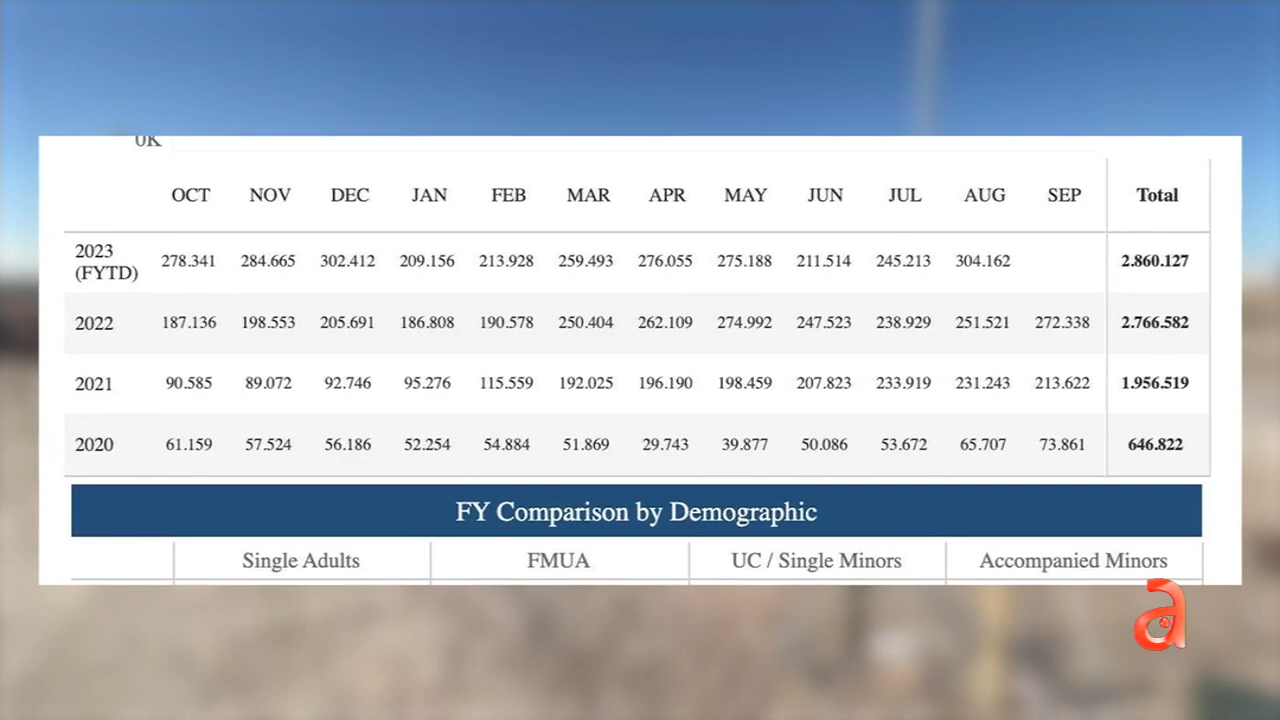 0K
OCT NOV DEC JAN FEB MAR APR MAY JUN JUL AUG SEP Total
2023 (FYTD) 278.341 284.665 302.412 209.156 213.928 259.493 276.055 275.188 211.514 245.213 304.162 2.860.127
2022 187.136 198.553 205.691 186.808 190.578 250.404 262.109 274.992 247.523 238.929 251.521 272.338 2.766.582
2021 90.585 89.072 92.746 95.276 115.559 192.025 196.190 198.459 207.823 233.919 231.243 213.622 1.956.519
2020 61.159 57.524 56.186 52.254 54.884 51.869 29.743 39.877 50.086 53.672 65.707 73.861 646.822
FY Comparison by Demographic
Single Adults FMUA UC / Single Minors Accompanied Minors
a